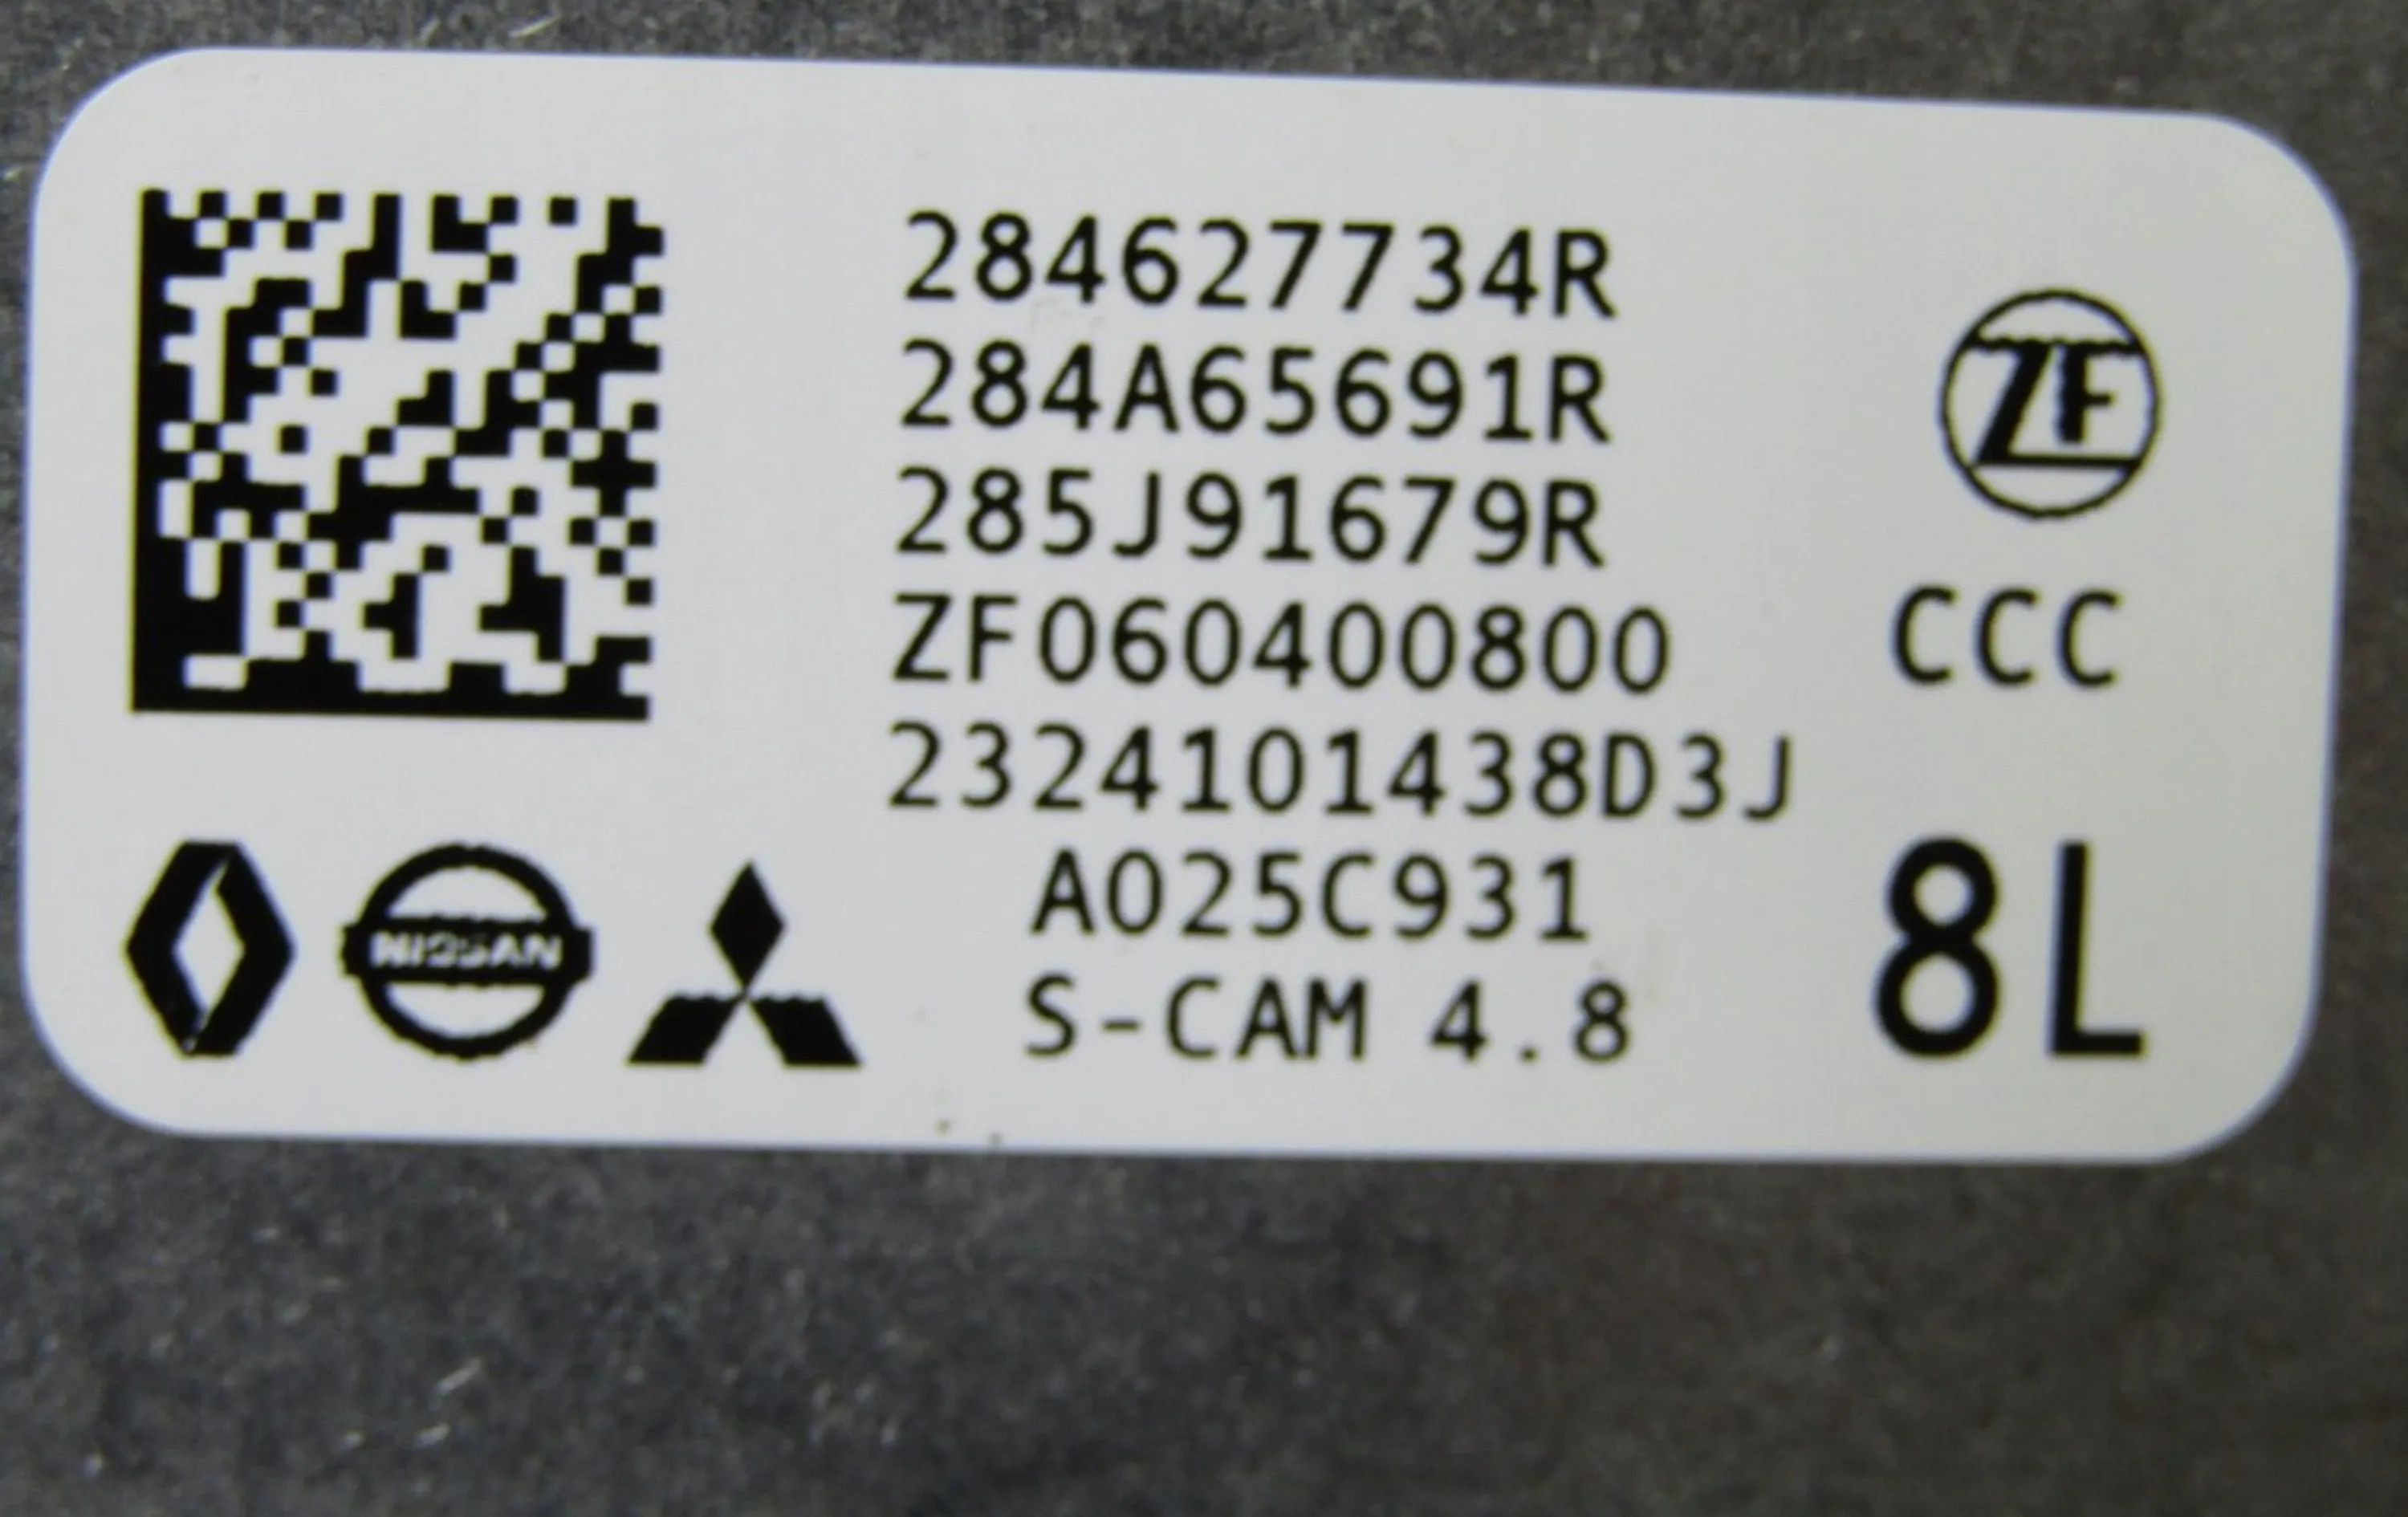 284627734R
284A65691R
285J91679R
ZF060400800
2324101438D3J
A025C931
S-CAM 4.8
ZF
CCC
8L
NISSAN